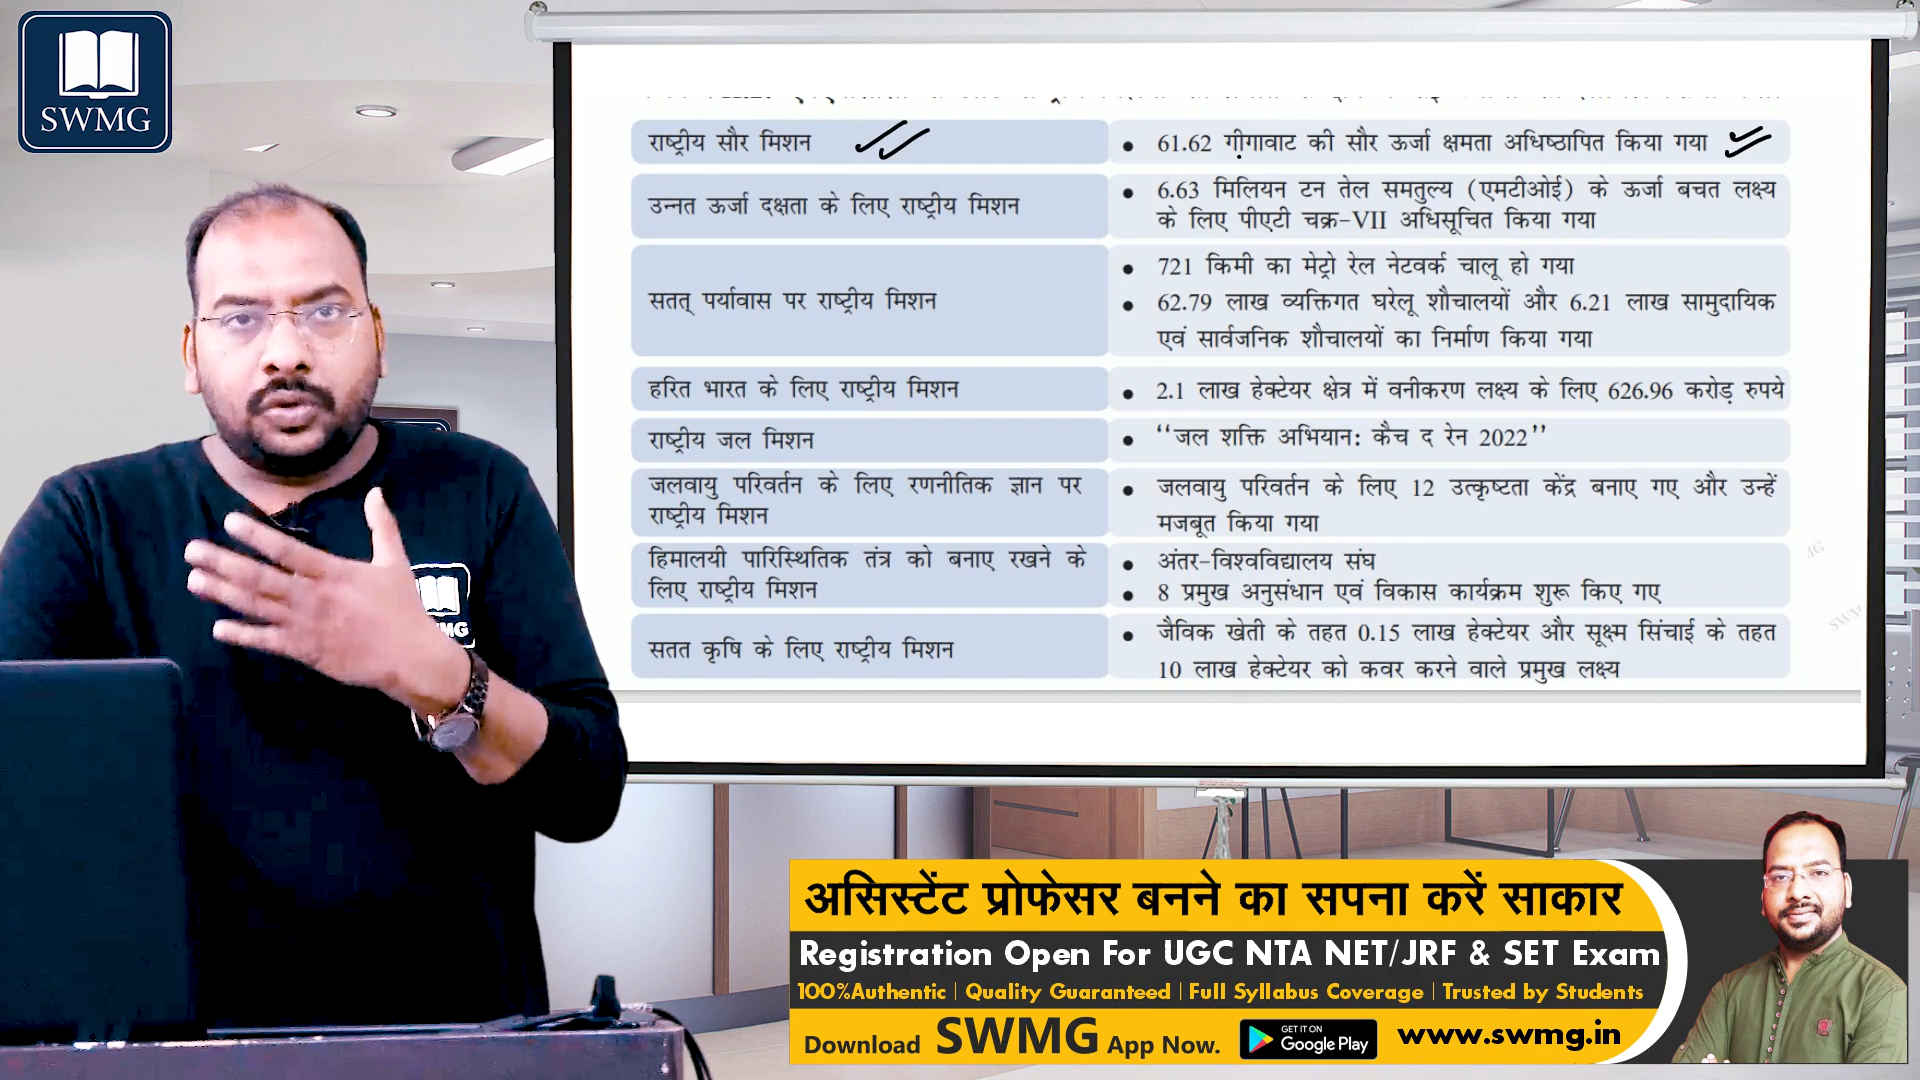 SWMG
राष्ट्रीय सौर मिशन
• 61.62 गीगावाट की सौर ऊर्जा क्षमता अधिष्ठापित किया गया
उन्नत ऊर्जा दक्षता के लिए राष्ट्रीय मिशन
• 6.63 मिलियन टन तेल समतुल्य (एमटीओई) के ऊर्जा बचत लक्ष्य
के लिए पीएटी चक्र-VII अधिसूचित किया गया
सतत् पर्यावास पर राष्ट्रीय मिशन
• 721 किमी का मेट्रो रेल नेटवर्क चालू हो गया
• 62.79 लाख व्यक्तिगत घरेलू शौचालयों और 6.21 लाख सामुदायिक
एवं सार्वजनिक शौचालयों का निर्माण किया गया
हरित भारत के लिए राष्ट्रीय मिशन
• 2.1 लाख हेक्टेयर क्षेत्र में वनीकरण लक्ष्य के लिए 626.96 करोड़ रुपये
राष्ट्रीय जल मिशन
• “जल शक्ति अभियान: कैच द रेन 2022”
जलवायु परिवर्तन के लिए रणनीतिक ज्ञान पर
राष्ट्रीय मिशन
• जलवायु परिवर्तन के लिए 12 उत्कृष्टता केंद्र बनाए गए और उन्हें
मजबूत किया गया
हिमालयी पारिस्थितिक तंत्र को बनाए रखने के
लिए राष्ट्रीय मिशन
• अंतर-विश्वविद्यालय संघ
• 8 प्रमुख अनुसंधान एवं विकास कार्यक्रम शुरू किए गए
सतत कृषि के लिए राष्ट्रीय मिशन
• जैविक खेती के तहत 0.15 लाख हेक्टेयर और सूक्ष्म सिंचाई के तहत
10 लाख हेक्टेयर को कवर करने वाले प्रमुख लक्ष्य
असिस्टेंट प्रोफेसर बनने का सपना करें साकार
Registration Open For UGC NTA NET/JRF & SET Exam
100%Authentic | Quality Guaranteed | Full Syllabus Coverage | Trusted by Students
Download SWMG App Now.
GET IT ON
Google Play
www.swmg.in